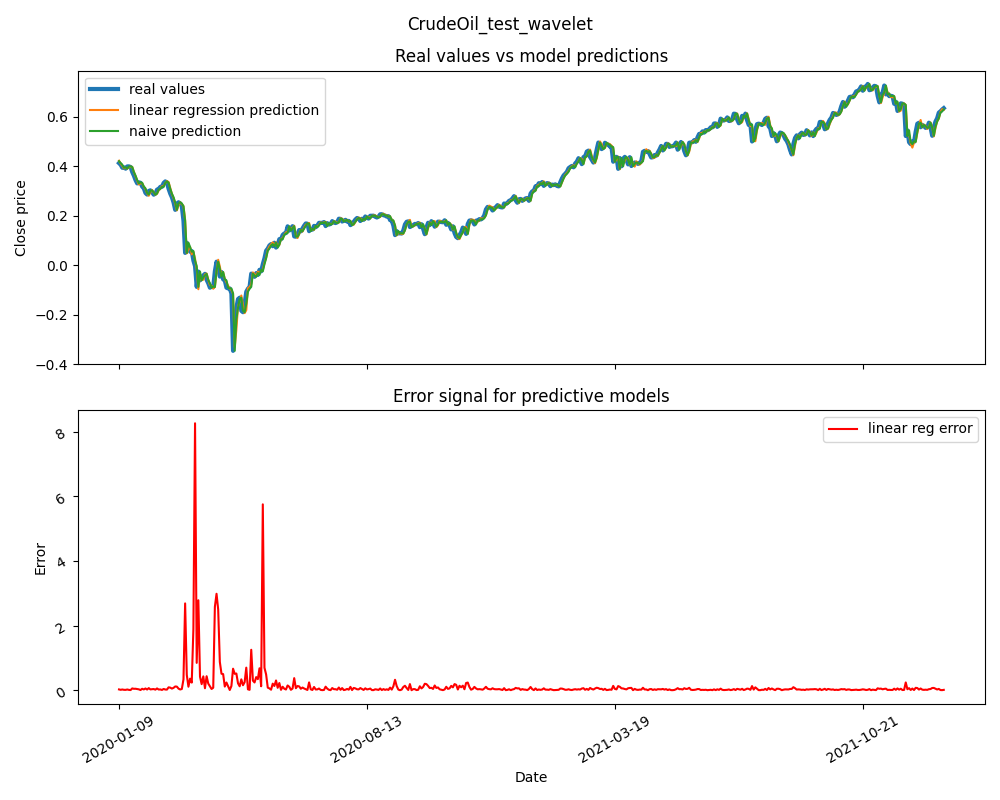 CrudeOil_test_wavelet
Real values vs model predictions
real values
linear regression prediction
naive prediction
Close price
0.6
0.4
0.2
0.0
−0.2
−0.4
Error signal for predictive models
linear reg error
Error
8
6
4
2
0
2020-01-09
2020-08-13
2021-03-19
2021-10-21
Date